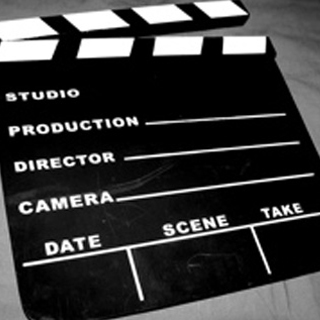 STUDIO
PRODUCTION
DIRECTOR
CAMERA
DATE SCENE TAKE